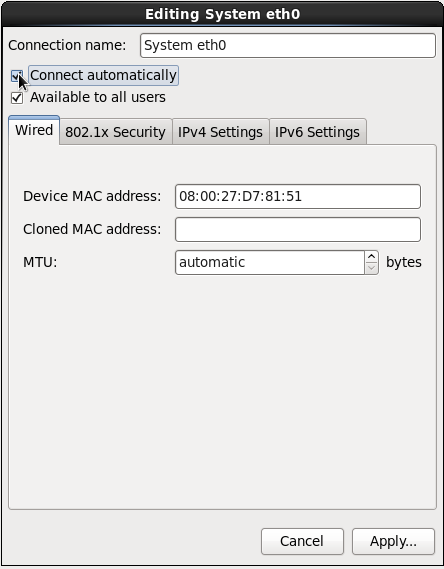 Editing System eth0
Connection name: System eth0
Connect automatically
Available to all users
Wired 802.1x Security IPv4 Settings IPv6 Settings
Device MAC address: 08:00:27:D7:81:51
Cloned MAC address:
MTU: automatic bytes
Cancel Apply...